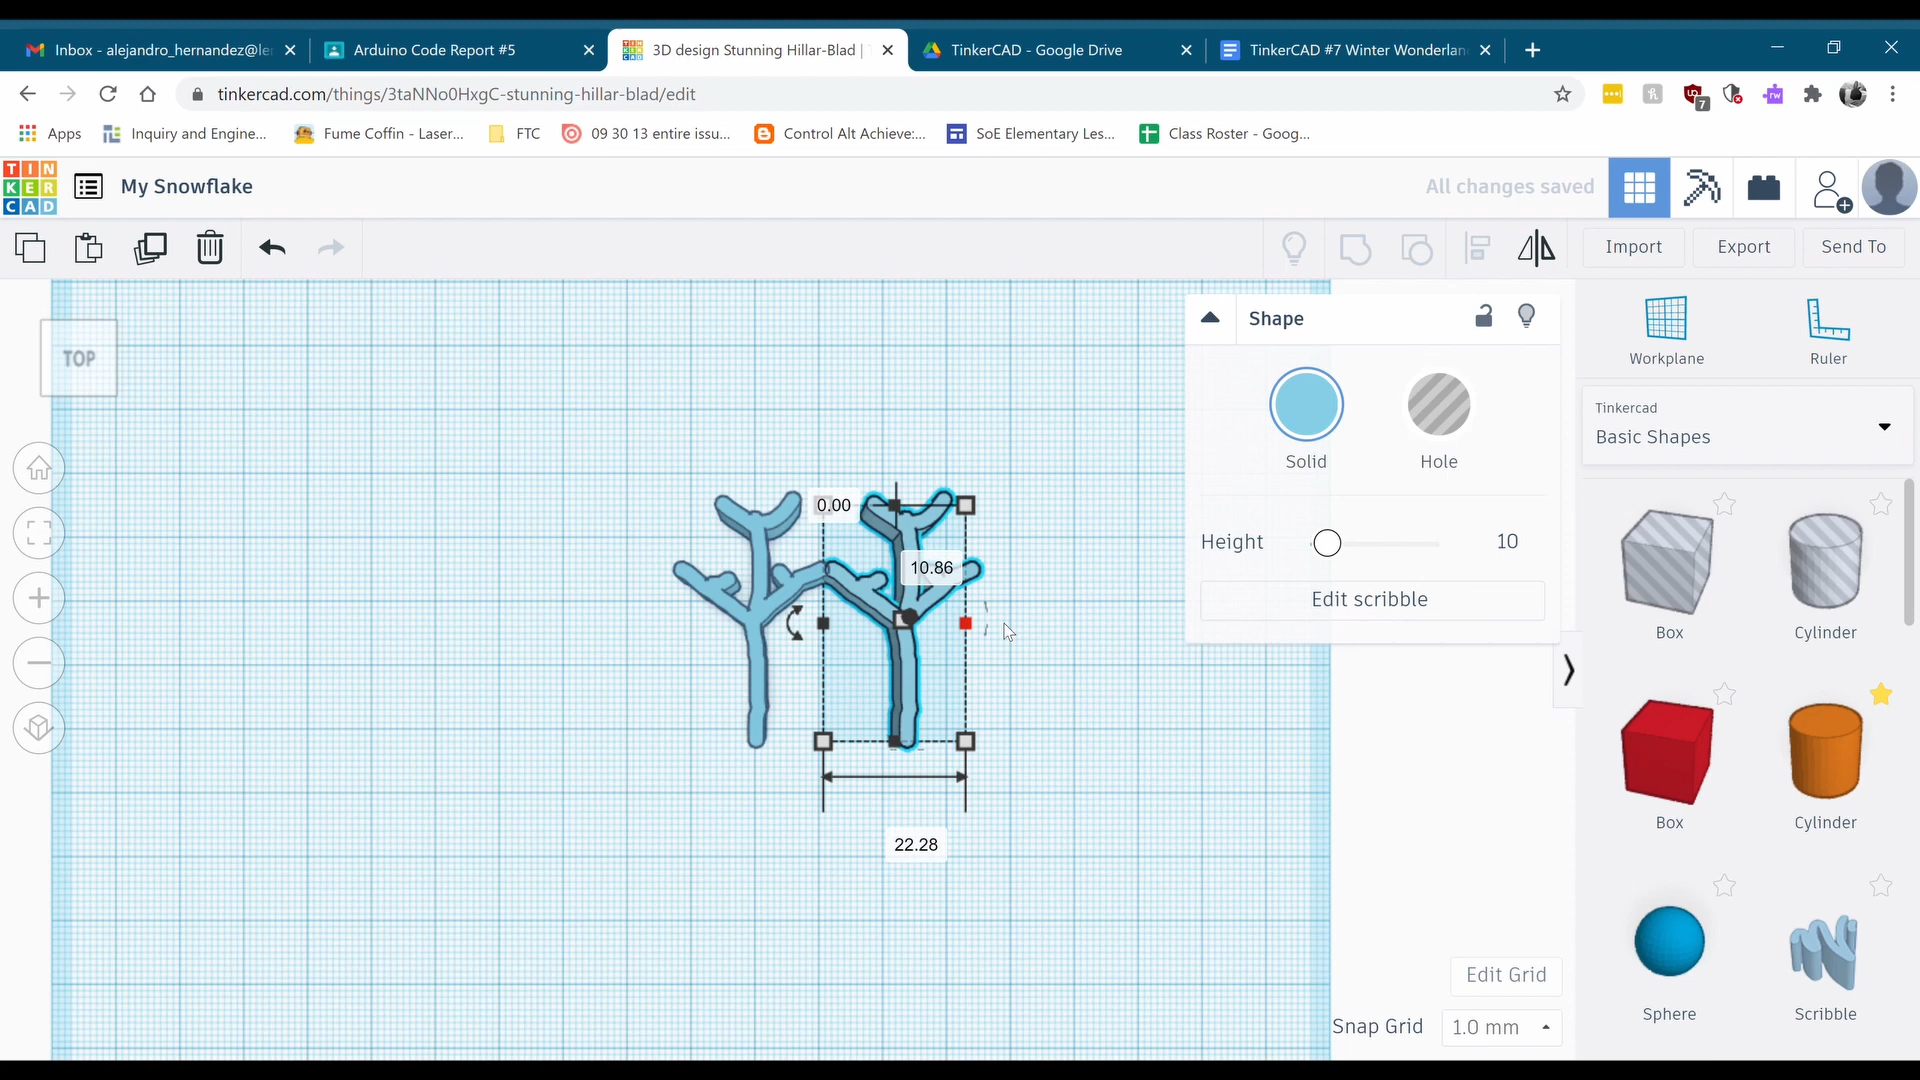 Inbox - alejandro_hernandez@le
Arduino Code Report #5
3D design Stunning Hillar-Blad |
TinkerCAD - Google Drive
TinkerCAD #7 Winter Wonderlan
tinkercad.com/things/3taNNo0HxgC-stunning-hillar-blad/edit
7
rw
Apps
Inquiry and Engine...
Fume Coffin - Laser...
FTC
09 30 13 entire issu...
Control Alt Achieve:...
SoE Elementary Les...
Class Roster - Goog...
TIN
KER
CAD
My Snowflake
All changes saved
Import
Export
Send To
TOP
Shape
Solid
Hole
Height
10
Edit scribble
0.00
10.86
22.28
Workplane
Ruler
Tinkercad
Basic Shapes
Box
Cylinder
Box
Cylinder
Sphere
Scribble
Edit Grid
Snap Grid
1.0 mm